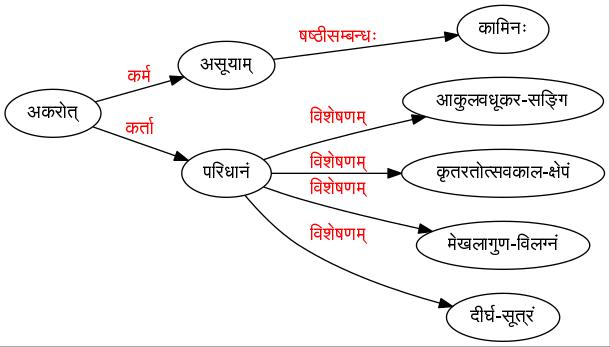 कामिनः
षष्ठीसम्बन्धः
असूयाम्
कर्म
आकुलवधूकर-सङ्गि
अकरोत्
विशेषणम्
कर्ता
विशेषणम्
परिधानं
कृतरतोत्सवकाल-क्षेपं
विशेषणम्
विशेषणम्
मेखलागुण-विलग्नं
दीर्घ-सूत्रं